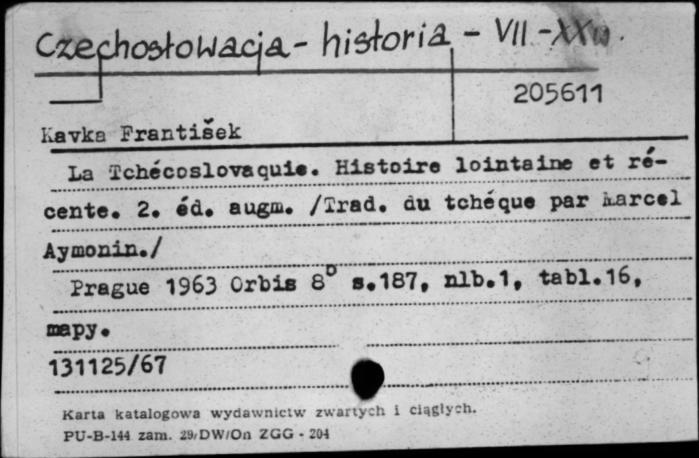 Czechosłowacja - historia - VII - XX w.
205611
Kavka František
La Tchécoslovaquie. Histoire lointaine et ré-
cente. 2. éd. augm. /Trad. du tchéque par Marcel
Aymonin./
Prague 1963 Orbis 8° s.187, nlb.1, tabl.16,
mapy.
131125/67
Karta katalogowa wydawnictw zwartych i ciągłych.
PU-B-144 zam. 29/DW/On ZGG - 204